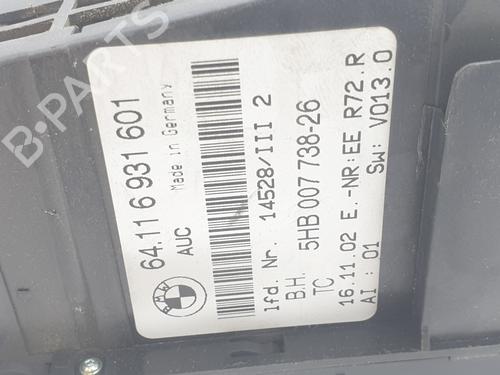 64.11 6 931 601
AUC Made in Germany
lfd. Nr. 14528/III 2
B.H. 5HB 007 738-26
TC
16.11.02 E.-NR:EE R72.R
AI : 01 SW: V013.0
BMW
B-PARTS